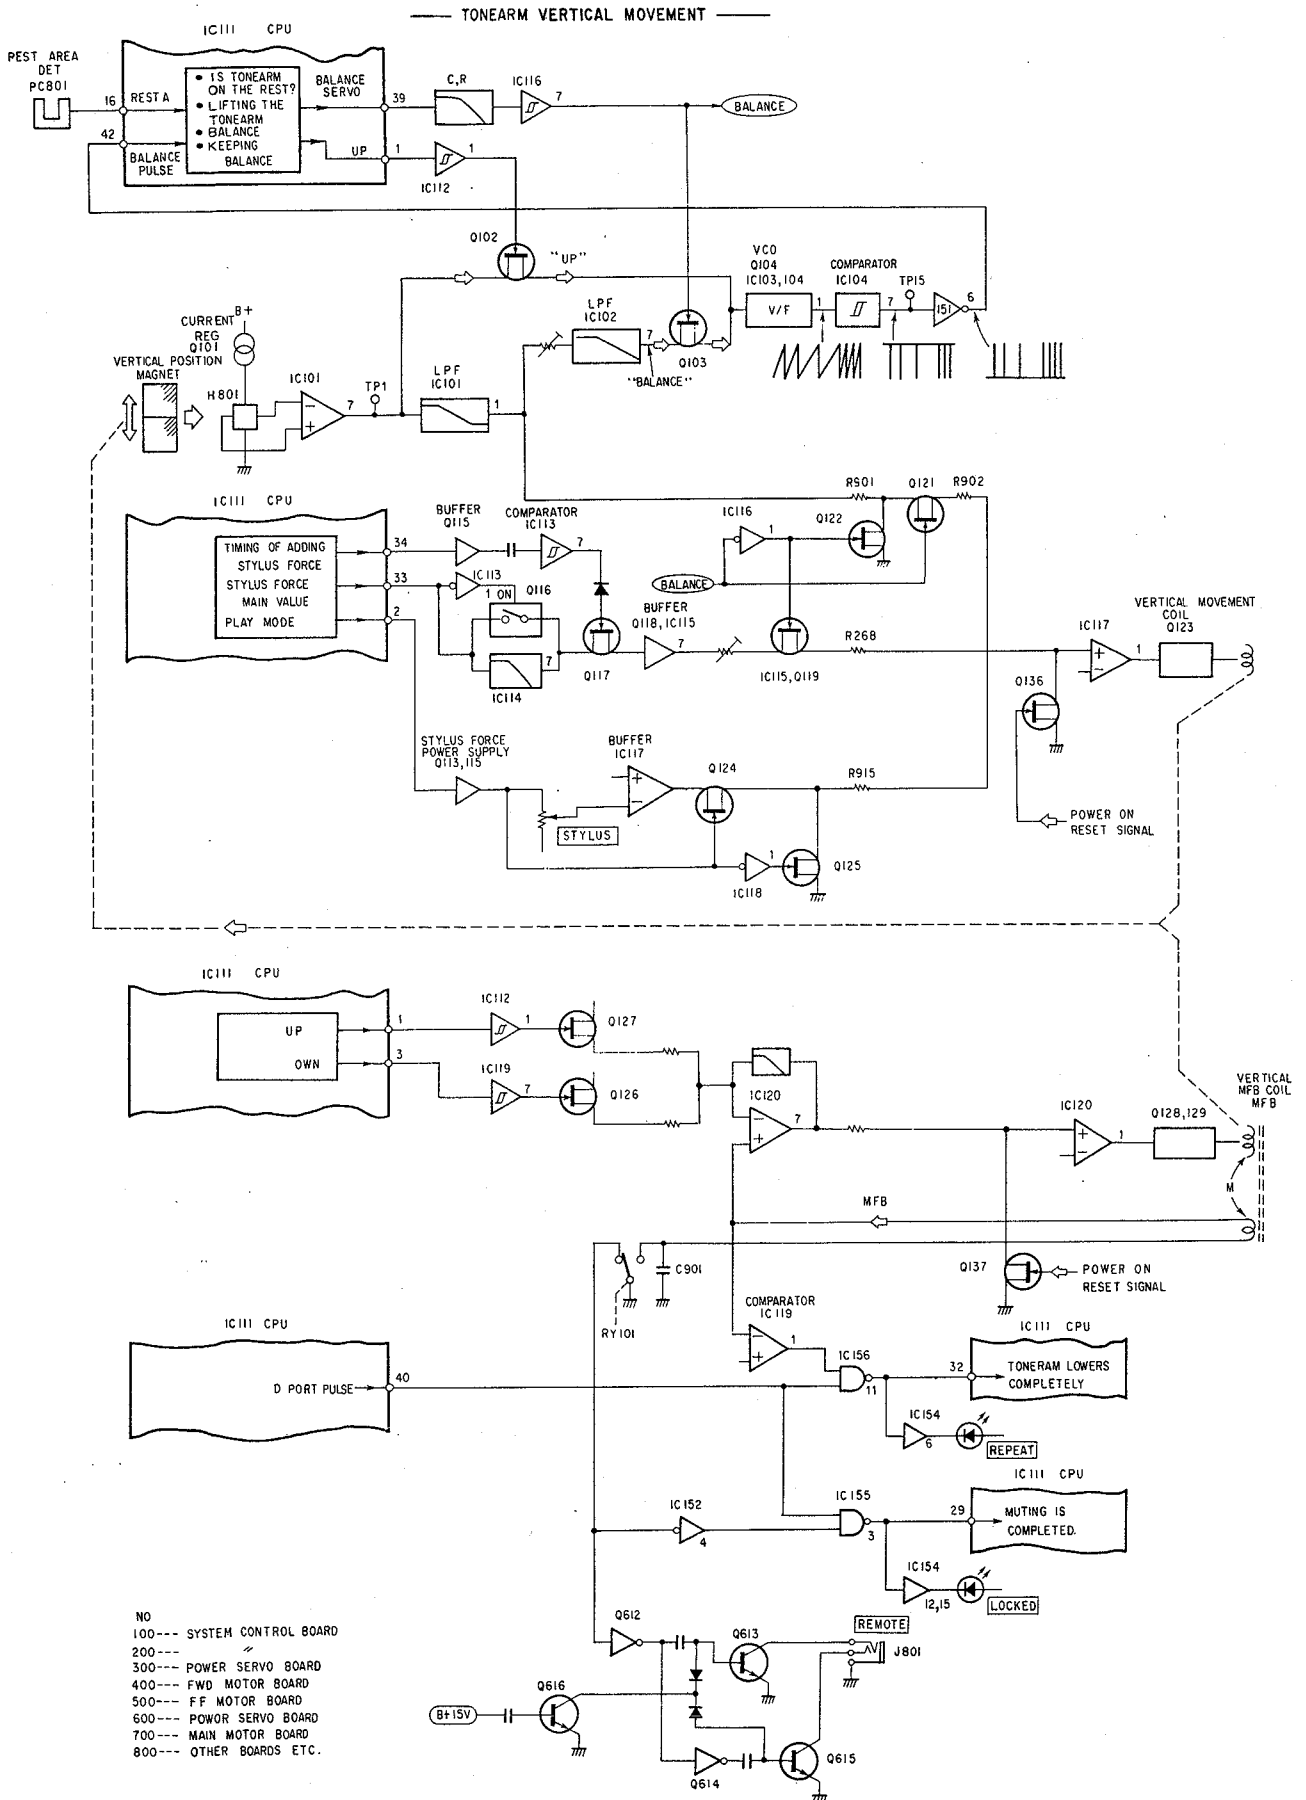 TONEARM VERTICAL MOVEMENT
IC111 CPU
PEST AREA
DET
PC801
16
REST A
42
BALANCE
PULSE
• IS TONEARM
ON THE REST?
• LIFTING THE
TONEARM
• BALANCE
• KEEPING
BALANCE
BALANCE
SERVO
39
UP
1
C,R
IC116
7
BALANCE
1
IC112
Q102
"UP"
VCO
Q104
IC103,104
V/F
1
COMPARATOR
IC104
7
TP15
151
6
LPF
IC102
7
"BALANCE"
Q103
B+
CURRENT
REG
Q101
VERTICAL POSITION
MAGNET
H801
IC101
-
+
7
TP1
LPF
IC101
1
IC111 CPU
TIMING OF ADDING
STYLUS FORCE
STYLUS FORCE
MAIN VALUE
PLAY MODE
34
33
2
BUFFER
Q115
COMPARATOR
IC113
7
IC113
1 ON
Q116
7
IC114
Q117
BUFFER
Q118,IC115
7
IC116
1
BALANCE
R901
Q122
Q121
R902
IC115,Q119
R268
IC117
+
-
1
VERTICAL MOVEMENT
COIL
Q123
Q136
POWER ON
RESET SIGNAL
STYLUS FORCE
POWER SUPPLY
Q113,115
STYLUS
BUFFER
IC117
+
-
Q124
R915
1
IC118
Q125
IC111 CPU
UP
OWN
1
3
IC112
1
Q127
IC119
7
Q126
IC120
-
+
7
IC120
+
-
1
Q128,129
VERTICAL
MFB COIL
MFB
M
MFB
Q137
POWER ON
RESET SIGNAL
C901
RY101
COMPARATOR
IC119
-
+
1
IC111 CPU
D PORT PULSE
40
IC156
11
32
IC111 CPU
TONERAM LOWERS
COMPLETELY
IC154
6
REPEAT
IC152
4
IC155
3
29
IC111 CPU
MUTING IS
COMPLETED.
IC154
12,15
LOCKED
NO
100--- SYSTEM CONTROL BOARD
200--- "
300--- POWER SERVO BOARD
400--- FWD MOTOR BOARD
500--- FF MOTOR BOARD
600--- POWOR SERVO BOARD
700--- MAIN MOTOR BOARD
800--- OTHER BOARDS ETC.
Q612
Q613
REMOTE
J801
B+15V
Q616
Q614
Q615